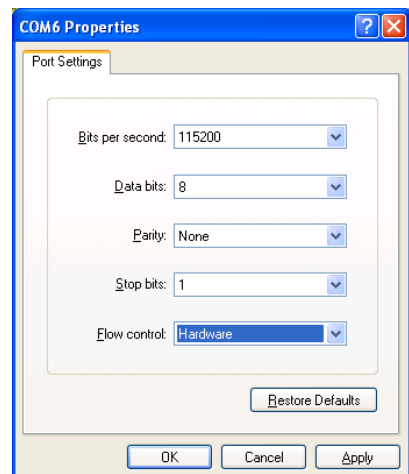 COM6 Properties
Port Settings
Bits per second: 115200
Data bits: 8
Parity: None
Stop bits: 1
Flow control: Hardware
Restore Defaults
OK Cancel Apply